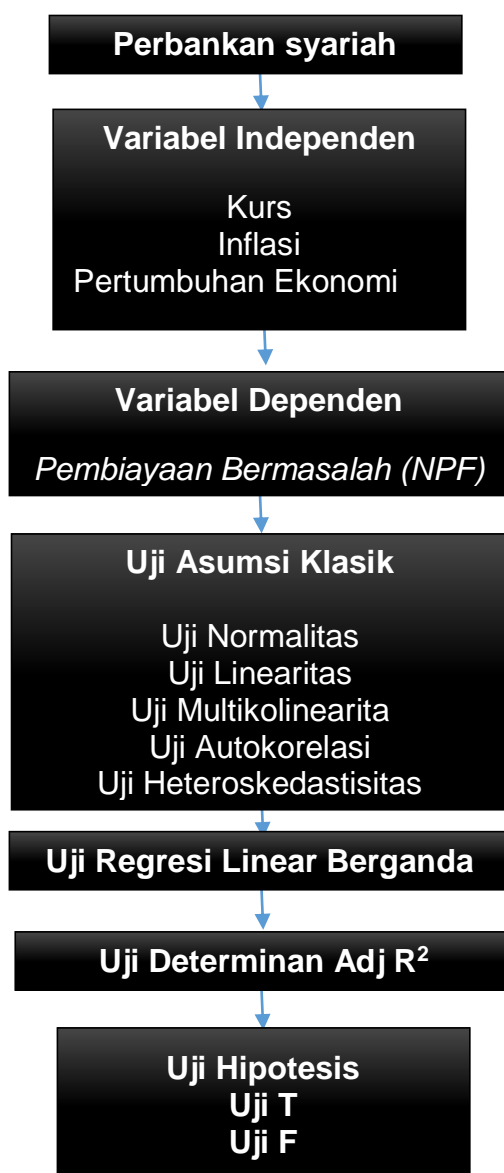 Perbankan syariah
Variabel Independen
Kurs
Inflasi
Pertumbuhan Ekonomi
Variabel Dependen
Pembiayaan Bermasalah (NPF)
Uji Asumsi Klasik
Uji Normalitas
Uji Linearitas
Uji Multikolinearita
Uji Autokorelasi
Uji Heteroskedastisitas
Uji Regresi Linear Berganda
Uji Determinan Adj R²
Uji Hipotesis
Uji T
Uji F